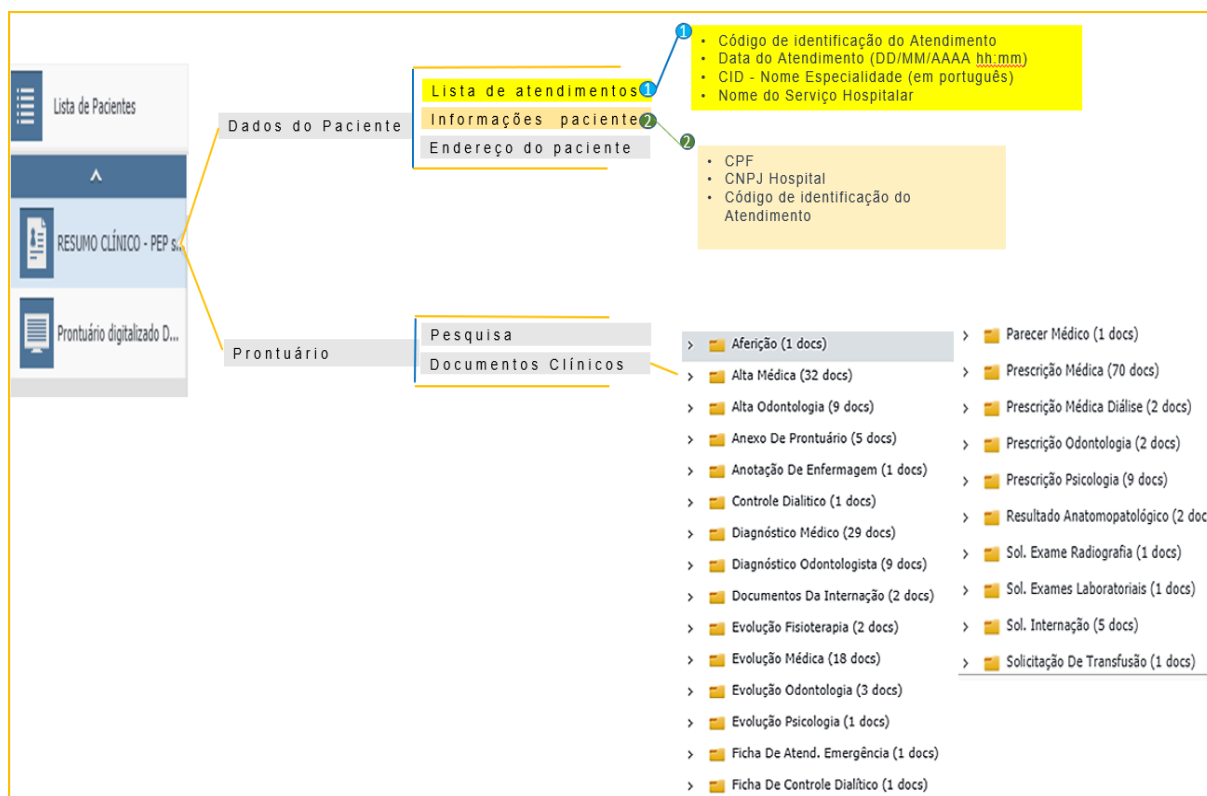 Lista de Pacientes
RESUMO CLÍNICO - PEP s..
Prontuário digitalizado D...
Dados do Paciente
Lista de atendimentos 1
Informações paciente 2
Endereço do paciente
1
• Código de identificação do Atendimento
• Data do Atendimento (DD/MM/AAAA hh:mm)
• CID - Nome Especialidade (em português)
• Nome do Serviço Hospitalar
2
• CPF
• CNPJ Hospital
• Código de identificação do
Atendimento
Prontuário
Pesquisa
Documentos Clínicos
Aferição (1 docs)
Alta Médica (32 docs)
Alta Odontologia (9 docs)
Anexo De Prontuário (5 docs)
Anotação De Enfermagem (1 docs)
Controle Dialitico (1 docs)
Diagnóstico Médico (29 docs)
Diagnóstico Odontologista (9 docs)
Documentos Da Internação (2 docs)
Evolução Fisioterapia (2 docs)
Evolução Médica (18 docs)
Evolução Odontologia (3 docs)
Evolução Psicologia (1 docs)
Ficha De Atend. Emergência (1 docs)
Ficha De Controle Dialítico (1 docs)
Parecer Médico (1 docs)
Prescrição Médica (70 docs)
Prescrição Médica Diálise (2 docs)
Prescrição Odontologia (2 docs)
Prescrição Psicologia (9 docs)
Resultado Anatomopatológico (2 doc
Sol. Exame Radiografia (1 docs)
Sol. Exames Laboratoriais (1 docs)
Sol. Internação (5 docs)
Solicitação De Transfusão (1 docs)